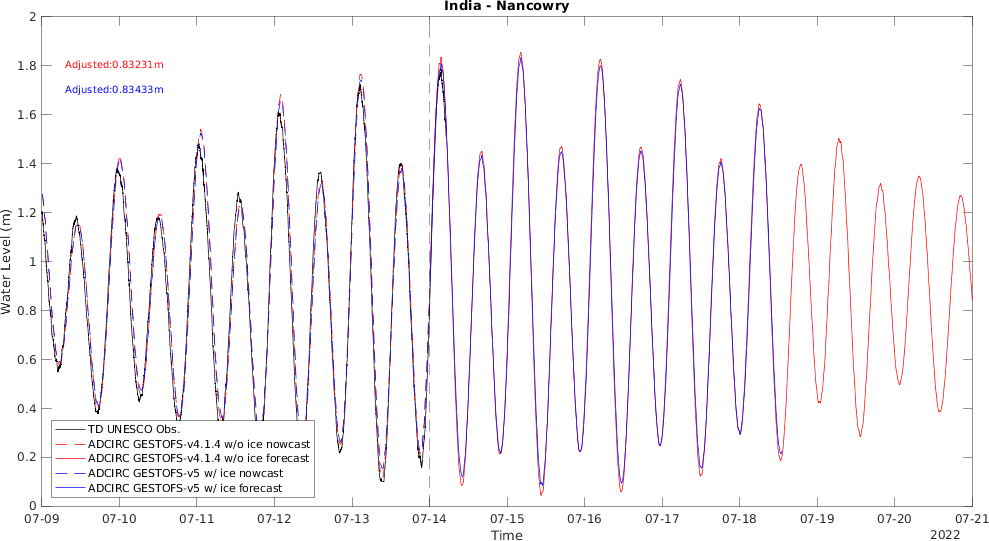 India - Nancowry
Adjusted:0.83231m
Adjusted:0.83433m
Water Level (m)
2
1.8
1.6
1.4
1.2
1
0.8
0.6
0.4
0.2
0
TD UNESCO Obs.
ADCIRC GESTOFS-v4.1.4 w/o ice nowcast
ADCIRC GESTOFS-v4.1.4 w/o ice forecast
ADCIRC GESTOFS-v5 w/ ice nowcast
ADCIRC GESTOFS-v5 w/ ice forecast
07-09 07-10 07-11 07-12 07-13 07-14 07-15 07-16 07-17 07-18 07-19 07-20 07-21
Time
2022